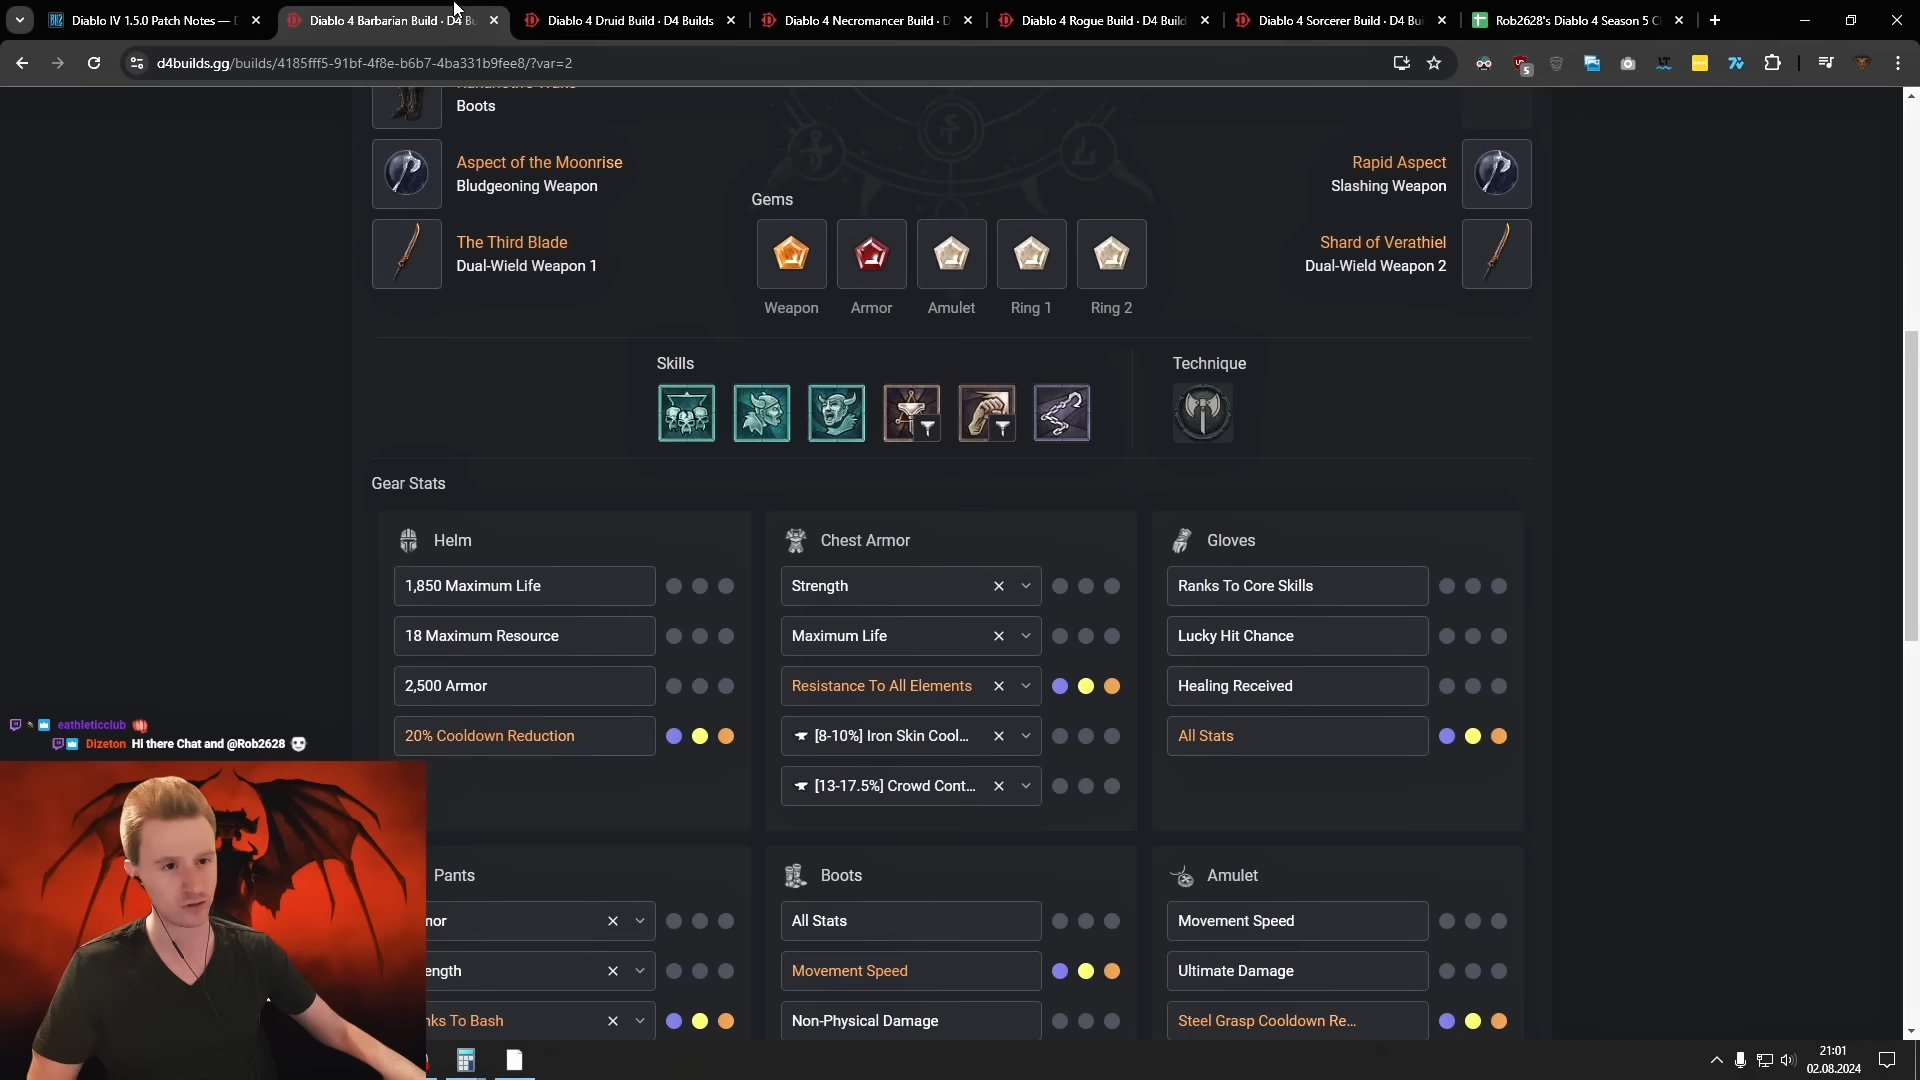 Diablo IV 1.5.0 Patch Notes —
Diablo 4 Barbarian Build · D4
Diablo 4 Druid Build · D4 Builds
Diablo 4 Necromancer Build ·
Diablo 4 Rogue Build · D4 Build
Diablo 4 Sorcerer Build · D4
Rob2628's Diablo 4 Season 5
d4builds.gg/builds/4185fff5-91bf-4f8e-b6b7-4ba331b9fee8/?var=2
Boots
Aspect of the Moonrise
Bludgeoning Weapon
Rapid Aspect
Slashing Weapon
Gems
The Third Blade
Dual-Wield Weapon 1
Shard of Verathiel
Dual-Wield Weapon 2
Weapon
Armor
Amulet
Ring 1
Ring 2
Skills
Technique
Gear Stats
Helm
1,850 Maximum Life
18 Maximum Resource
2,500 Armor
20% Cooldown Reduction
Chest Armor
Strength
Maximum Life
Resistance To All Elements
[8-10%] Iron Skin Cool...
[13-17.5%] Crowd Cont...
Gloves
Ranks To Core Skills
Lucky Hit Chance
Healing Received
All Stats
eathleticclub
Dizeton Hi there Chat and @Rob2628
Pants
mor
ength
nks To Bash
Boots
All Stats
Movement Speed
Non-Physical Damage
Amulet
Movement Speed
Ultimate Damage
Steel Grasp Cooldown Re...
21:01
02.08.2024